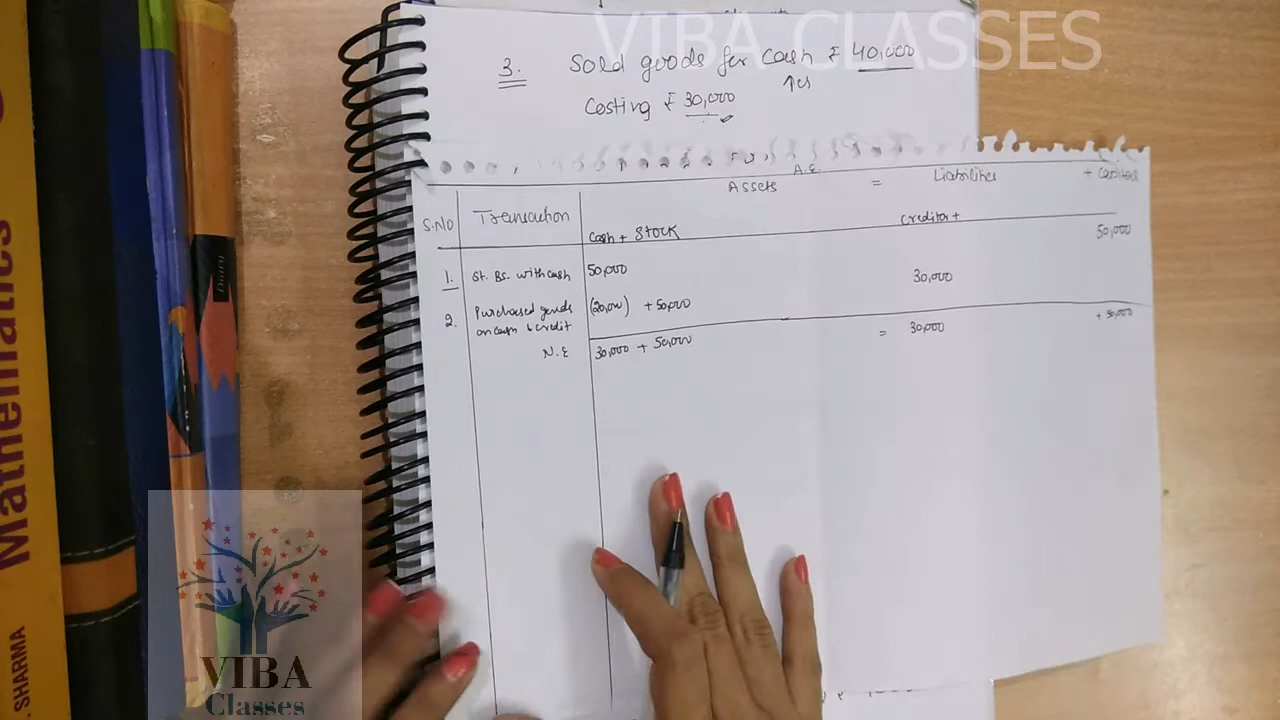 VIBA CLASSES
3. Sold goods for cash ₹ 40,000
Costing ₹ 30,000
A.E
Assets = Liabilities + Capital
S.NO Transaction Cash + Stock Creditor +
1. St. Bs. with cash 50,000 50,000
2. Purchased goods (20,000) + 50,000 30,000
on cash & credit
N.E 30,000 + 50,000 = 30,000 + 50,000
Mathematics
. SHARMA
Diary
VIBA
Classes